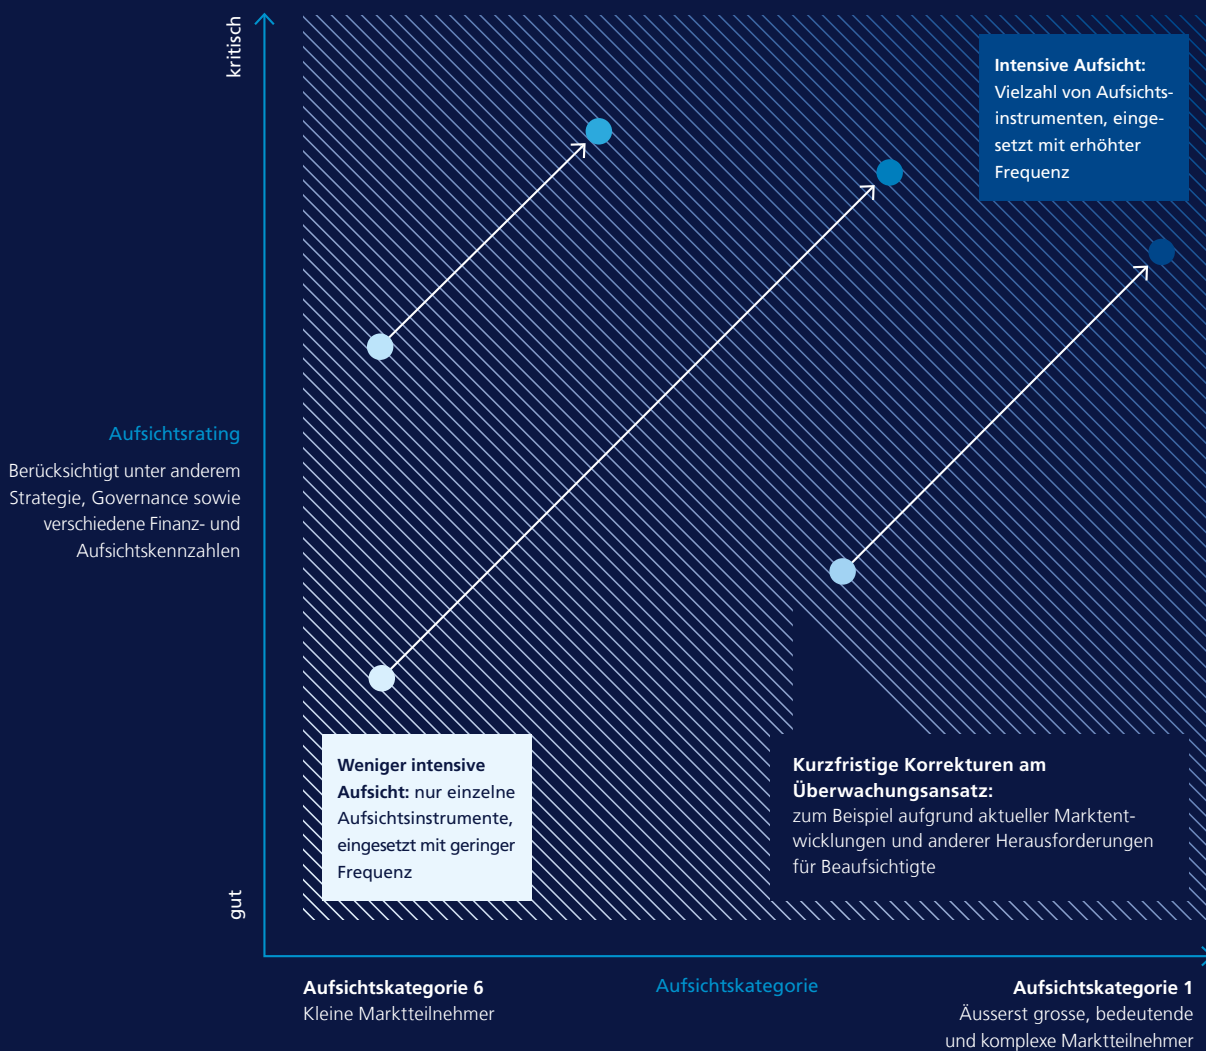 kritisch
Intensive Aufsicht:
Vielzahl von Aufsichts-
instrumenten, einge-
setzt mit erhöhter
Frequenz
Aufsichtsrating
Berücksichtigt unter anderem
Strategie, Governance sowie
verschiedene Finanz- und
Aufsichtskennzahlen
Weniger intensive
Aufsicht: nur einzelne
Aufsichtsinstrumente,
eingesetzt mit geringer
Frequenz
Kurzfristige Korrekturen am
Überwachungsansatz:
zum Beispiel aufgrund aktueller Marktent-
wicklungen und anderer Herausforderungen
für Beaufsichtigte
gut
Aufsichtskategorie 6
Kleine Marktteilnehmer
Aufsichtskategorie
Aufsichtskategorie 1
Äusserst grosse, bedeutende
und komplexe Marktteilnehmer